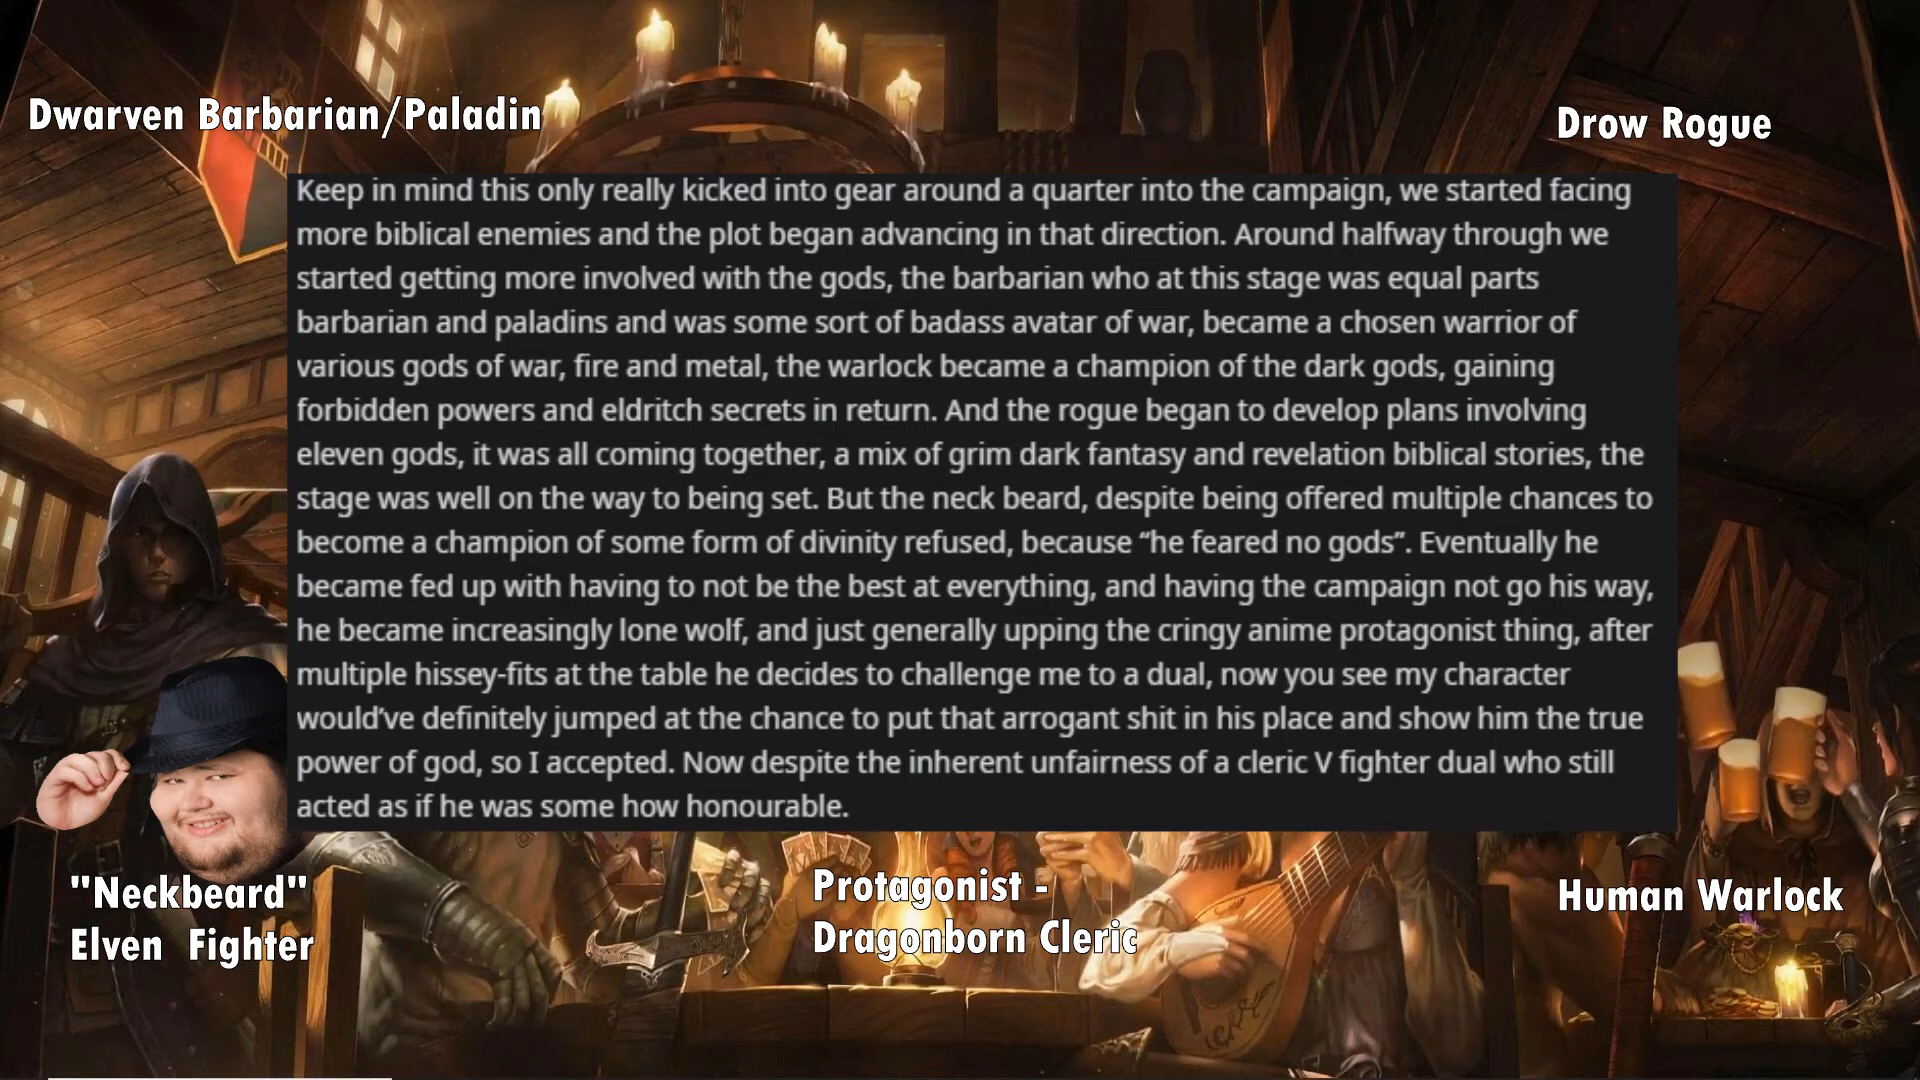 Dwarven Barbarian/Paladin
Drow Rogue
Keep in mind this only really kicked into gear around a quarter into the campaign, we started facing
more biblical enemies and the plot began advancing in that direction. Around halfway through we
started getting more involved with the gods, the barbarian who at this stage was equal parts
barbarian and paladins and was some sort of badass avatar of war, became a chosen warrior of
various gods of war, fire and metal, the warlock became a champion of the dark gods, gaining
forbidden powers and eldritch secrets in return. And the rogue began to develop plans involving
eleven gods, it was all coming together, a mix of grim dark fantasy and revelation biblical stories, the
stage was well on the way to being set. But the neck beard, despite being offered multiple chances to
become a champion of some form of divinity refused, because “he feared no gods”. Eventually he
became fed up with having to not be the best at everything, and having the campaign not go his way,
he became increasingly lone wolf, and just generally upping the cringy anime protagonist thing, after
multiple hissey-fits at the table he decides to challenge me to a dual, now you see my character
would’ve definitely jumped at the chance to put that arrogant shit in his place and show him the true
power of god, so I accepted. Now despite the inherent unfairness of a cleric V fighter dual who still
acted as if he was some how honourable.
"Neckbeard"
Elven Fighter
Protagonist -
Dragonborn Cleric
Human Warlock